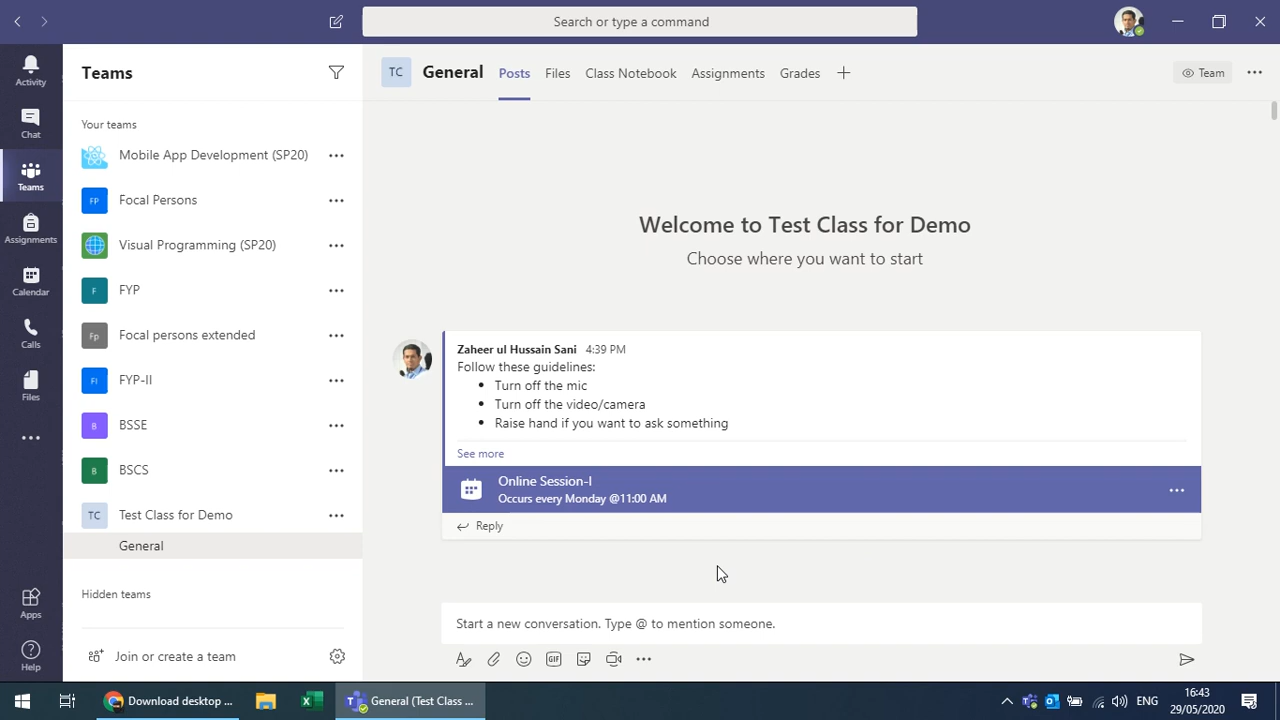 Search or type a command
Activity
Chat
Teams
Assignments
Calendar
Calls
Files
Apps
Help
Teams
Your teams
Mobile App Development (SP20)
FP
Focal Persons
Visual Programming (SP20)
F
FYP
Fp
Focal persons extended
FI
FYP-II
B
BSSE
B
BSCS
TC
Test Class for Demo
General
Hidden teams
Join or create a team
TC
General
Posts
Files
Class Notebook
Assignments
Grades
Team
Welcome to Test Class for Demo
Choose where you want to start
Zaheer ul Hussain Sani 4:39 PM
Follow these guidelines:
• Turn off the mic
• Turn off the video/camera
• Raise hand if you want to ask something
See more
Online Session-I
Occurs every Monday @11:00 AM
Reply
Start a new conversation. Type @ to mention someone.
GIF
Download desktop ...
General (Test Class ...
ENG
16:43
29/05/2020